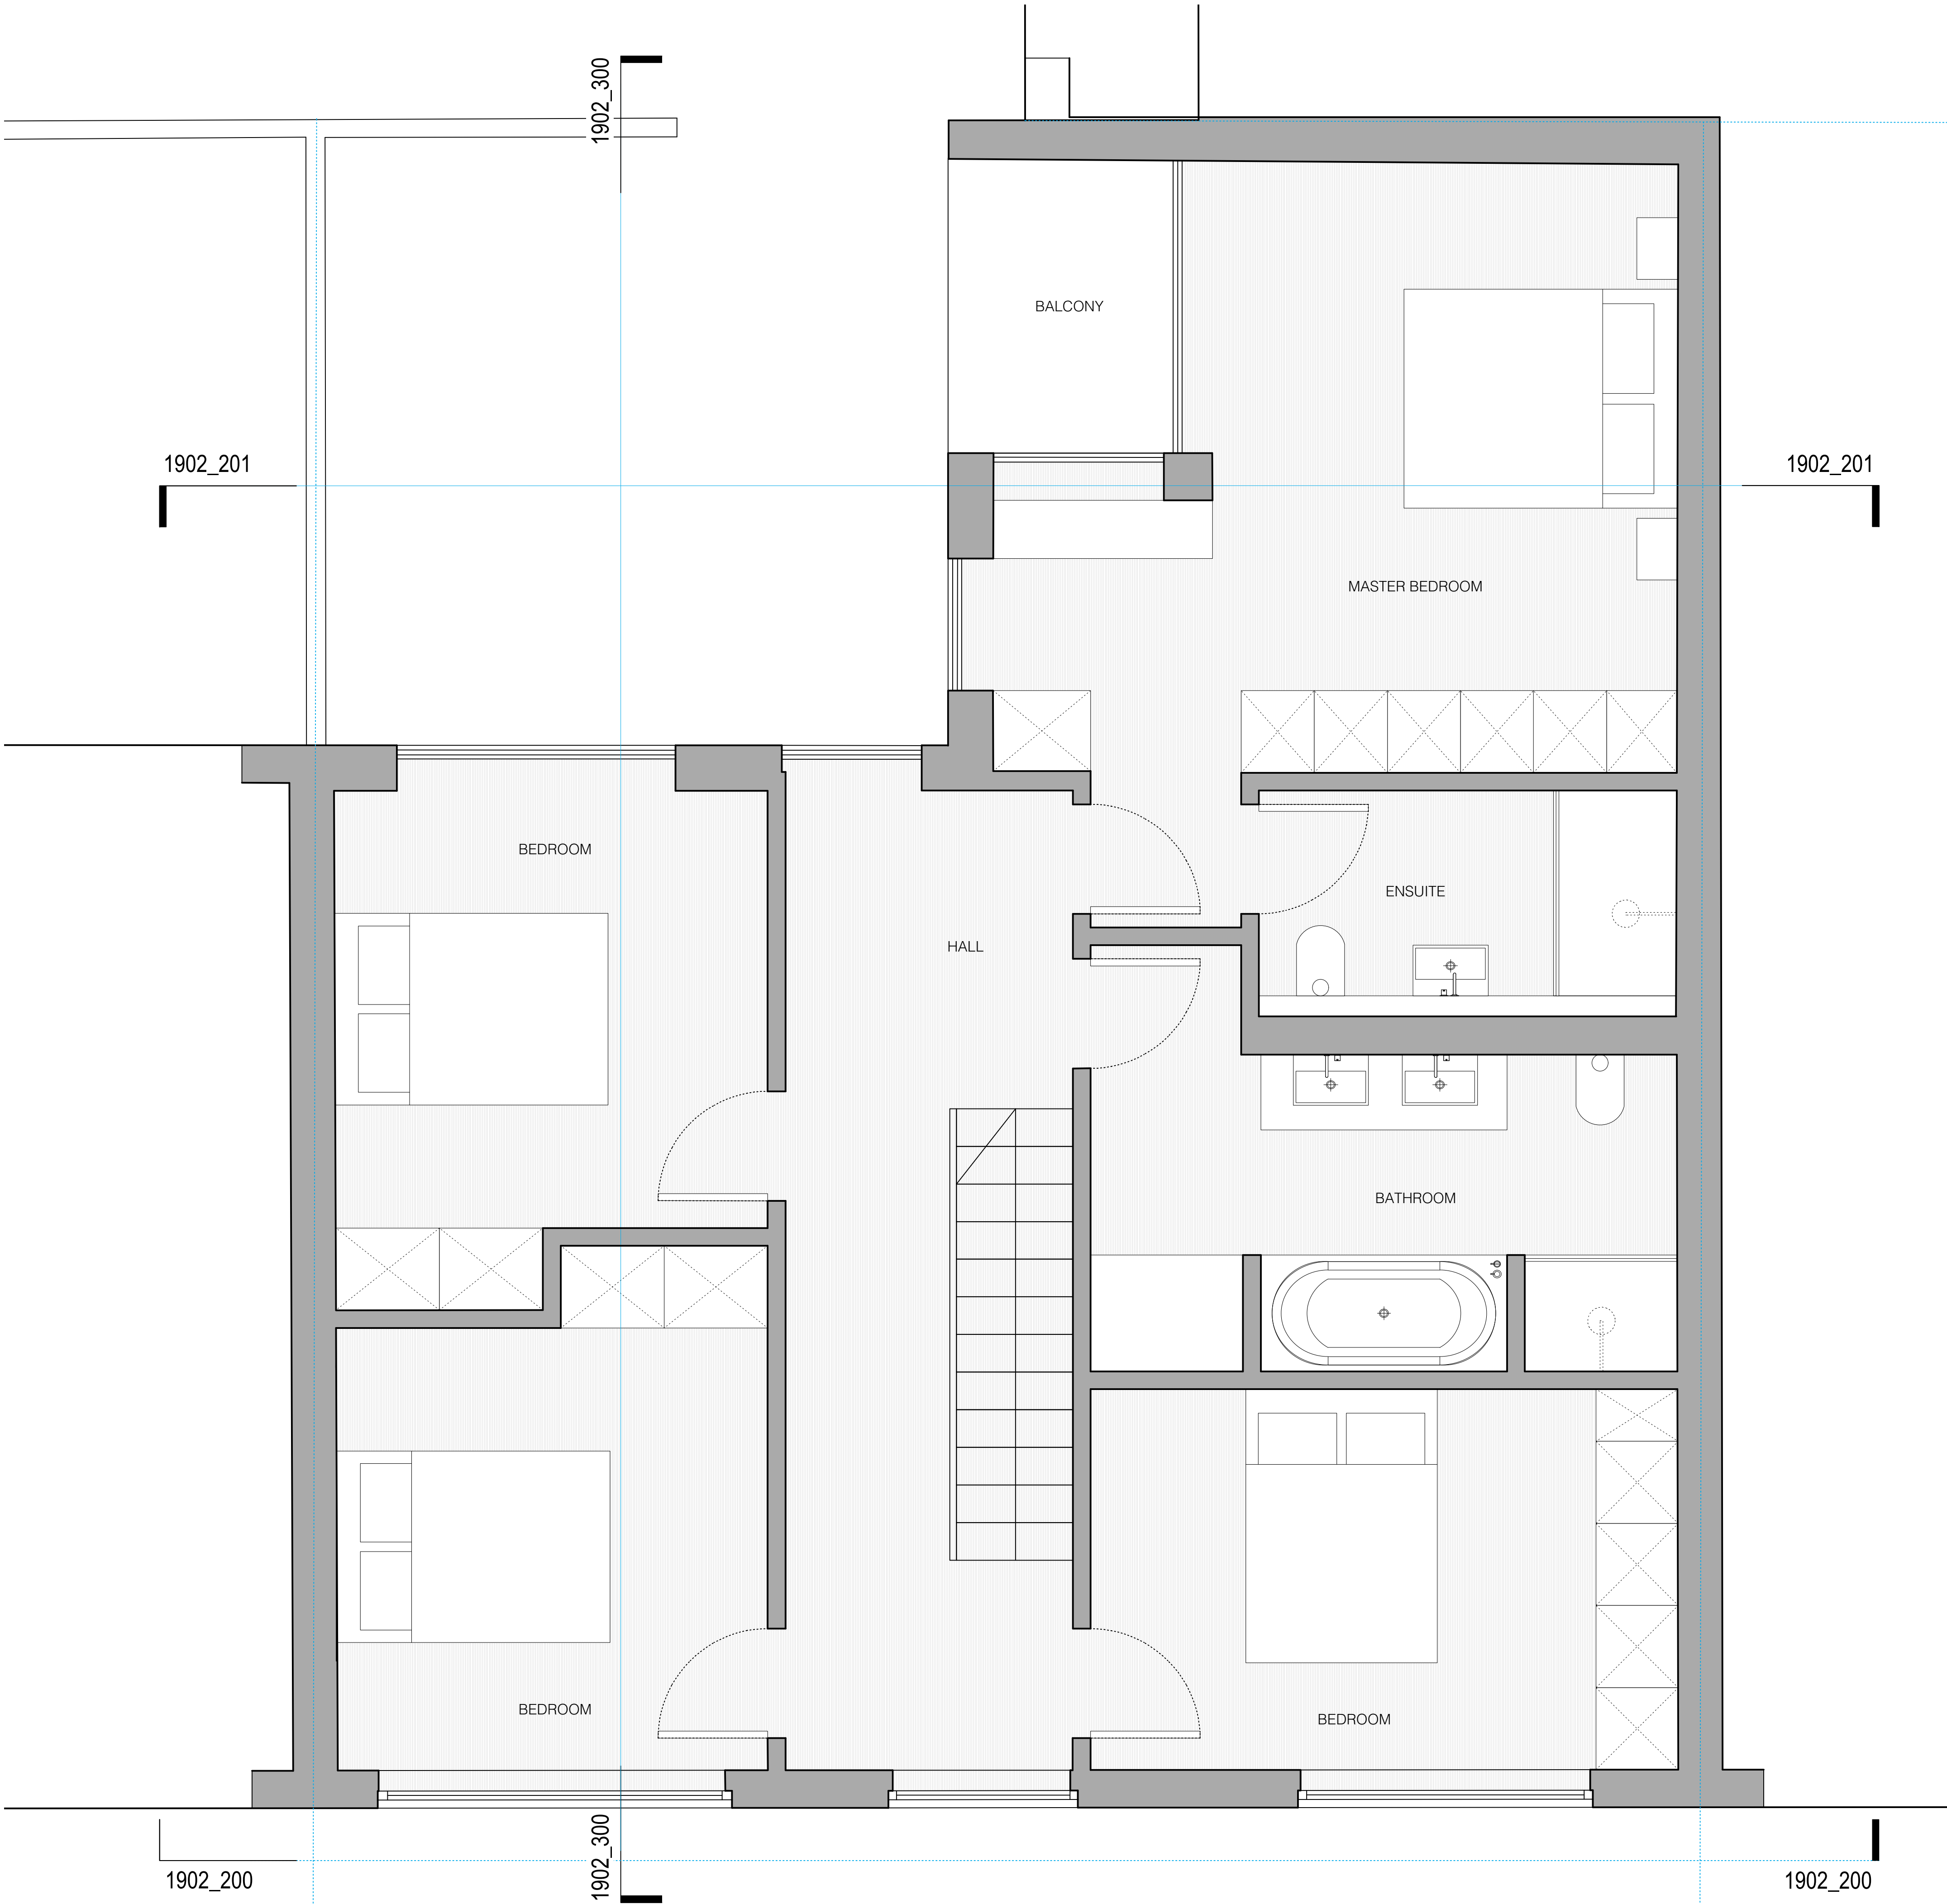 1902_300
BALCONY
1902_201
1902_201
MASTER BEDROOM
BEDROOM
ENSUITE
HALL
BATHROOM
BEDROOM
BEDROOM
1902_300
1902_200
1902_200